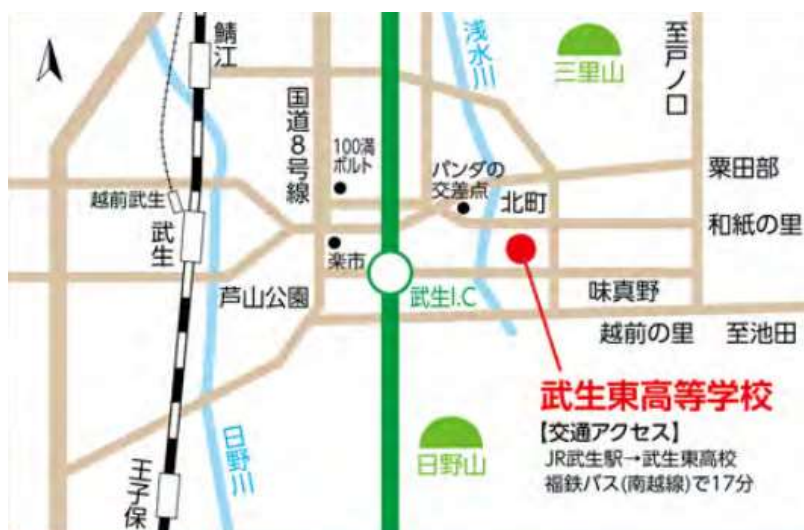 鯖江
国道8号線
100満
ボルト
浅水川
三里山
至戸ノ口
粟田部
パンダの
交差点
北町
和紙の里
越前武生
武生
楽市
芦山公園
武生I.C
味真野
越前の里
至池田
武生東高等学校
【交通アクセス】
JR武生駅→武生東高校
福鉄バス(南越線)で17分
日野山
日野川
王子保